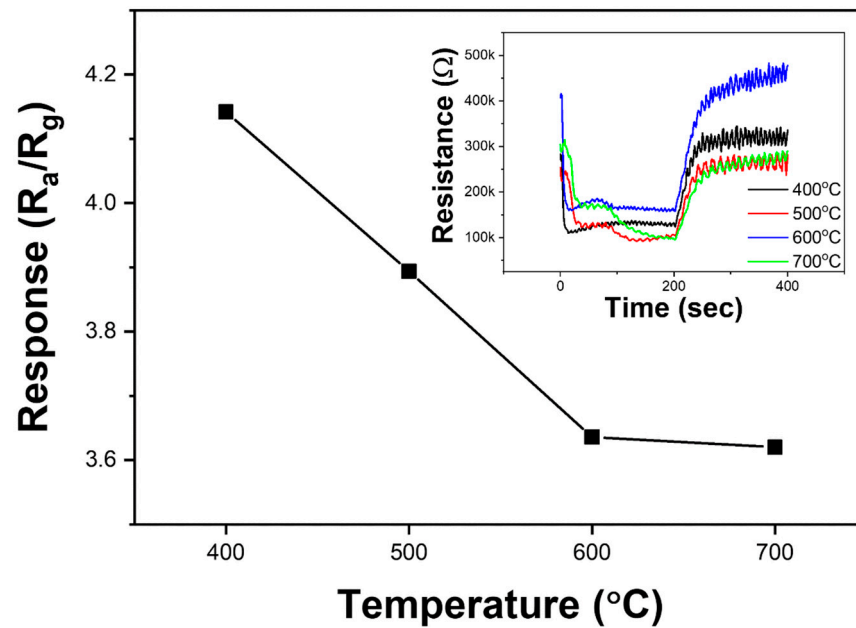 Response (Ra/Rg)
4.2
4.0
3.8
3.6
400
500
600
700
Temperature (°C)
Resistance (Ω)
500k
400k
300k
200k
100k
0
200
400
Time (sec)
400°C
500°C
600°C
700°C